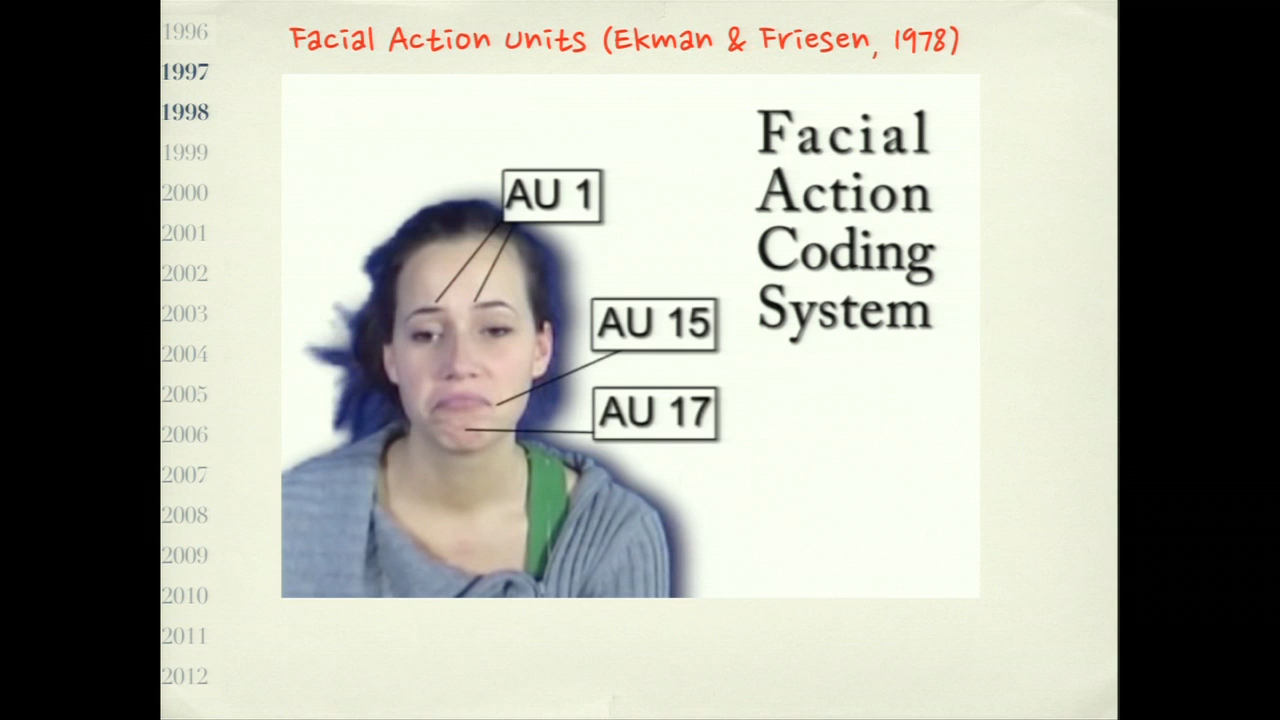 Facial Action Units (Ekman & Friesen, 1978)
1996
1997
1998
1999
2000
2001
2002
2003
2004
2005
2006
2007
2008
2009
2010
2011
2012
AU 1
AU 15
AU 17
Facial
Action
Coding
System